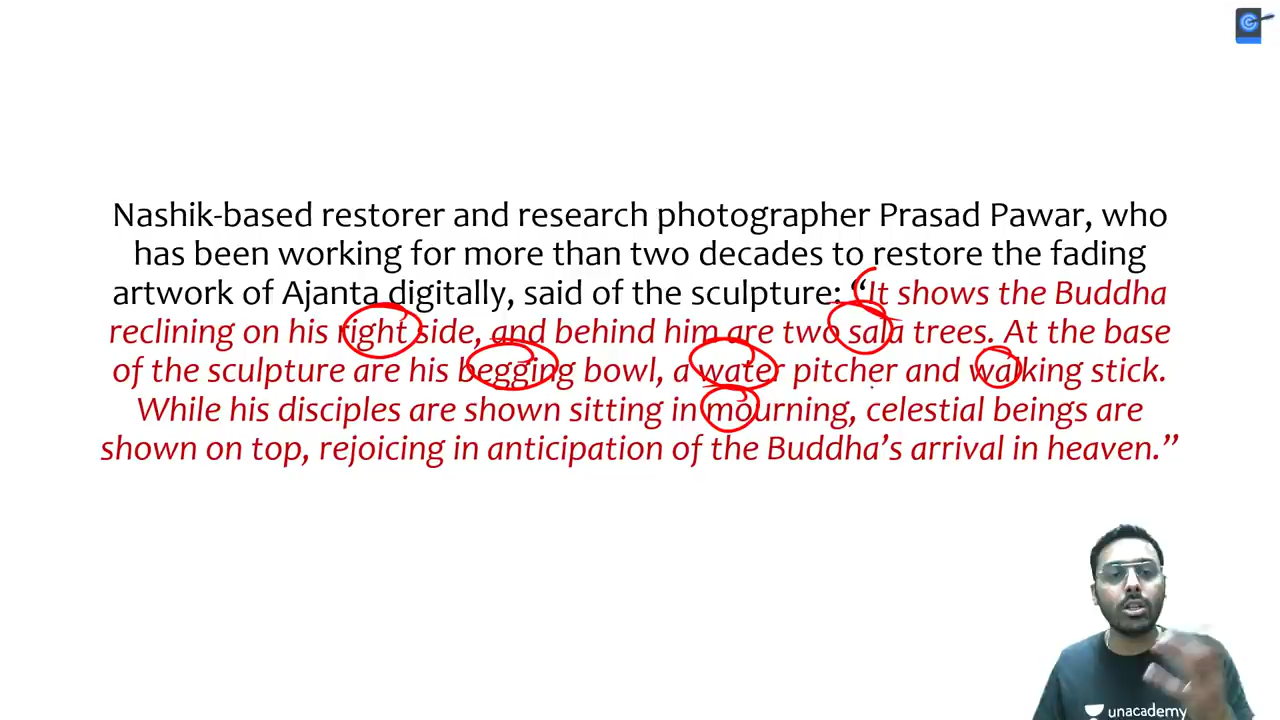 Nashik-based restorer and research photographer Prasad Pawar, who
has been working for more than two decades to restore the fading
artwork of Ajanta digitally, said of the sculpture: “It shows the Buddha
reclining on his right side, and behind him are two sala trees. At the base
of the sculpture are his begging bowl, a water pitcher and walking stick.
While his disciples are shown sitting in mourning, celestial beings are
shown on top, rejoicing in anticipation of the Buddha’s arrival in heaven.”
unacademy